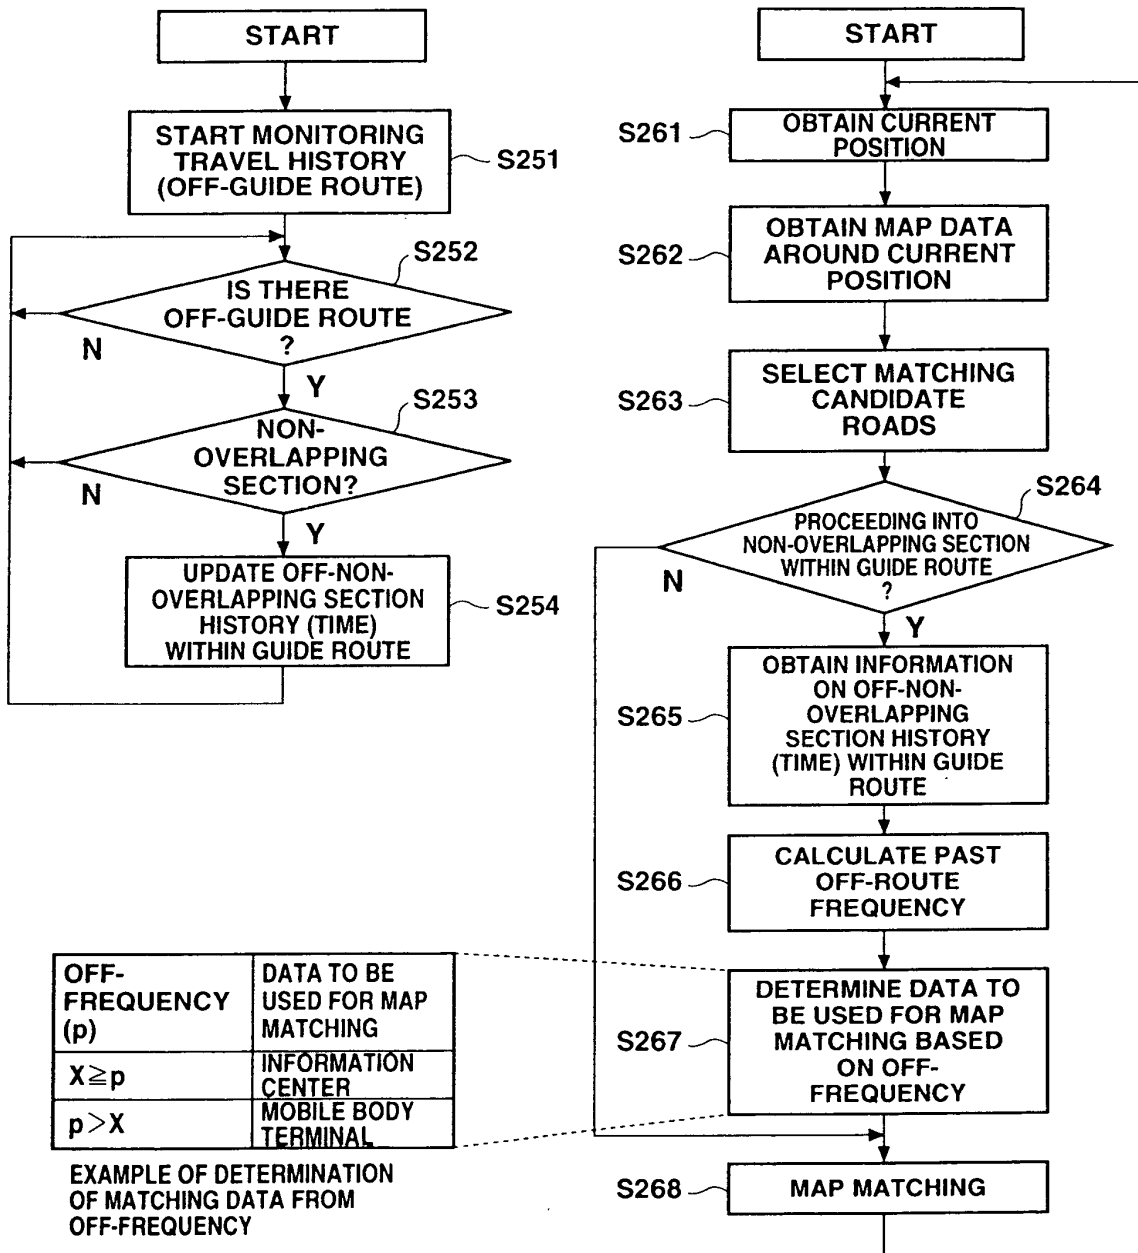 START
START MONITORING
TRAVEL HISTORY
(OFF-GUIDE ROUTE)
S251
S252
IS THERE
OFF-GUIDE ROUTE
?
N
Y
S253
NON-
OVERLAPPING
SECTION?
N
Y
UPDATE OFF-NON-
OVERLAPPING SECTION
HISTORY (TIME)
WITHIN GUIDE ROUTE
S254
START
S261
OBTAIN CURRENT
POSITION
S262
OBTAIN MAP DATA
AROUND CURRENT
POSITION
S263
SELECT MATCHING
CANDIDATE
ROADS
S264
PROCEEDING INTO
NON-OVERLAPPING SECTION
WITHIN GUIDE ROUTE
?
N
Y
S265
OBTAIN INFORMATION
ON OFF-NON-
OVERLAPPING
SECTION HISTORY
(TIME) WITHIN GUIDE
ROUTE
S266
CALCULATE PAST
OFF-ROUTE
FREQUENCY
S267
DETERMINE DATA TO
BE USED FOR MAP
MATCHING BASED
ON OFF-
FREQUENCY
S268
MAP MATCHING
OFF-
FREQUENCY
(p)
DATA TO BE
USED FOR MAP
MATCHING
X≧p
INFORMATION
CENTER
p>X
MOBILE BODY
TERMINAL
EXAMPLE OF DETERMINATION
OF MATCHING DATA FROM
OFF-FREQUENCY